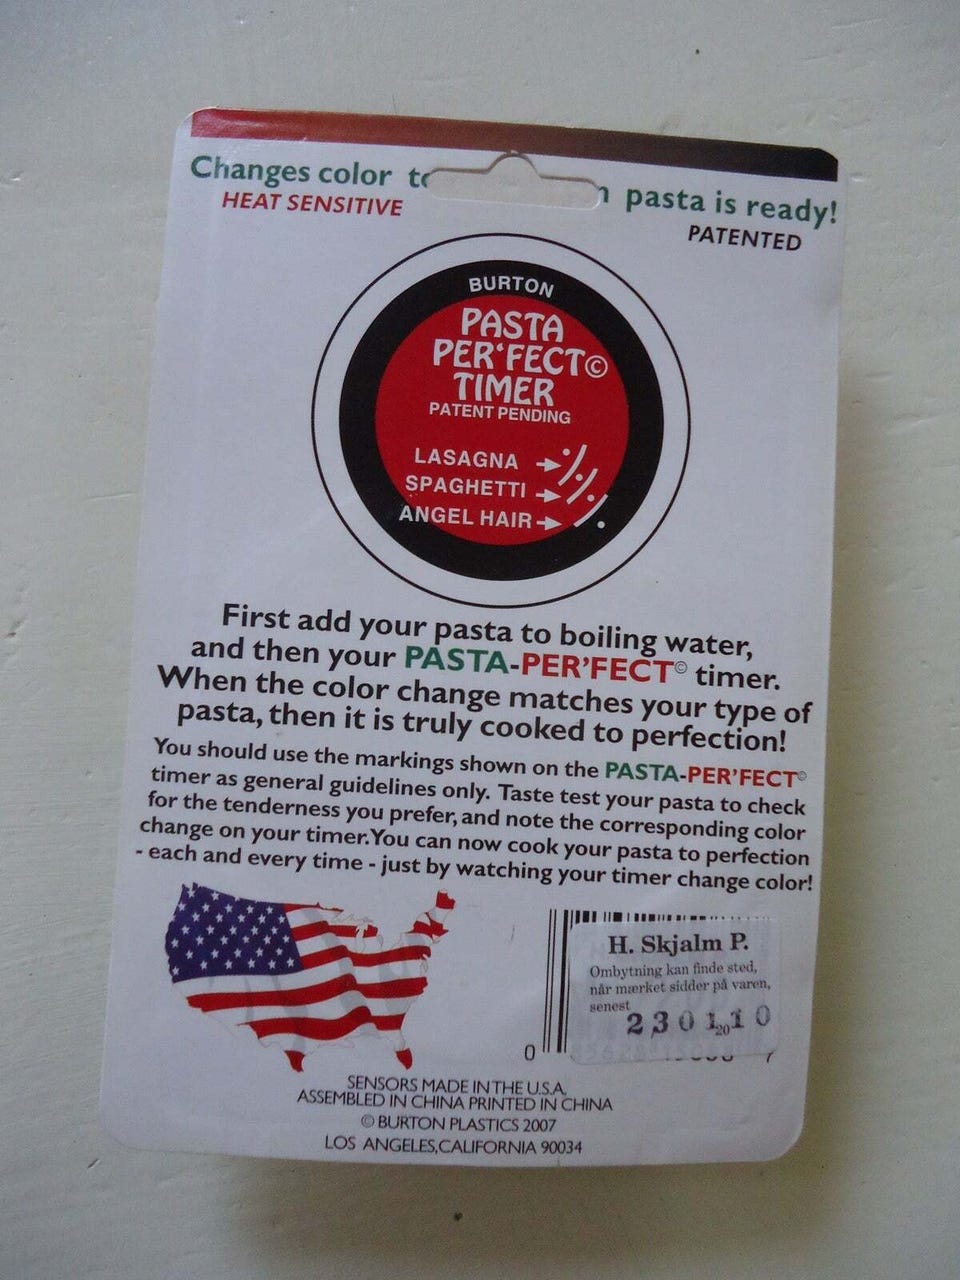 Changes color pasta is ready!
HEAT SENSITIVE
PATENTED
BURTON
PASTA
PER'FECT©
TIMER
PATENT PENDING
LASAGNA
SPAGHETTI
ANGEL HAIR
First add your pasta to boiling water,
and then your PASTA-PER'FECT© timer.
When the color change matches your type of
pasta, then it is truly cooked to perfection!
You should use the markings shown on the PASTA-PER'FECT©
timer as general guidelines only. Taste test your pasta to check
for the tenderness you prefer, and note the corresponding color
change on your timer. You can now cook your pasta to perfection
- each and every time - just by watching your timer change color!
H. Skjalm P.
Ombytning kan finde sted,
når mærket sidder på varen,
senest
23012010
0
SENSORS MADE IN THE U.S.A.
ASSEMBLED IN CHINA PRINTED IN CHINA
© BURTON PLASTICS 2007
LOS ANGELES, CALIFORNIA 90034